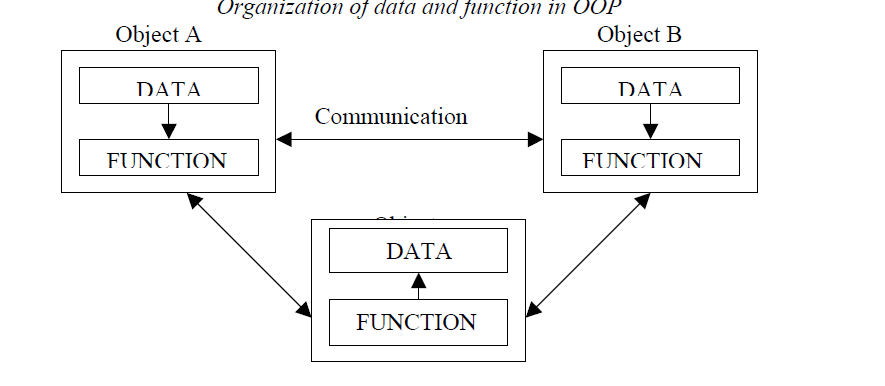 Organization of data and function in OOP
Object A
Object B
DATA
DATA
Communication
FUNCTION
FUNCTION
DATA
FUNCTION